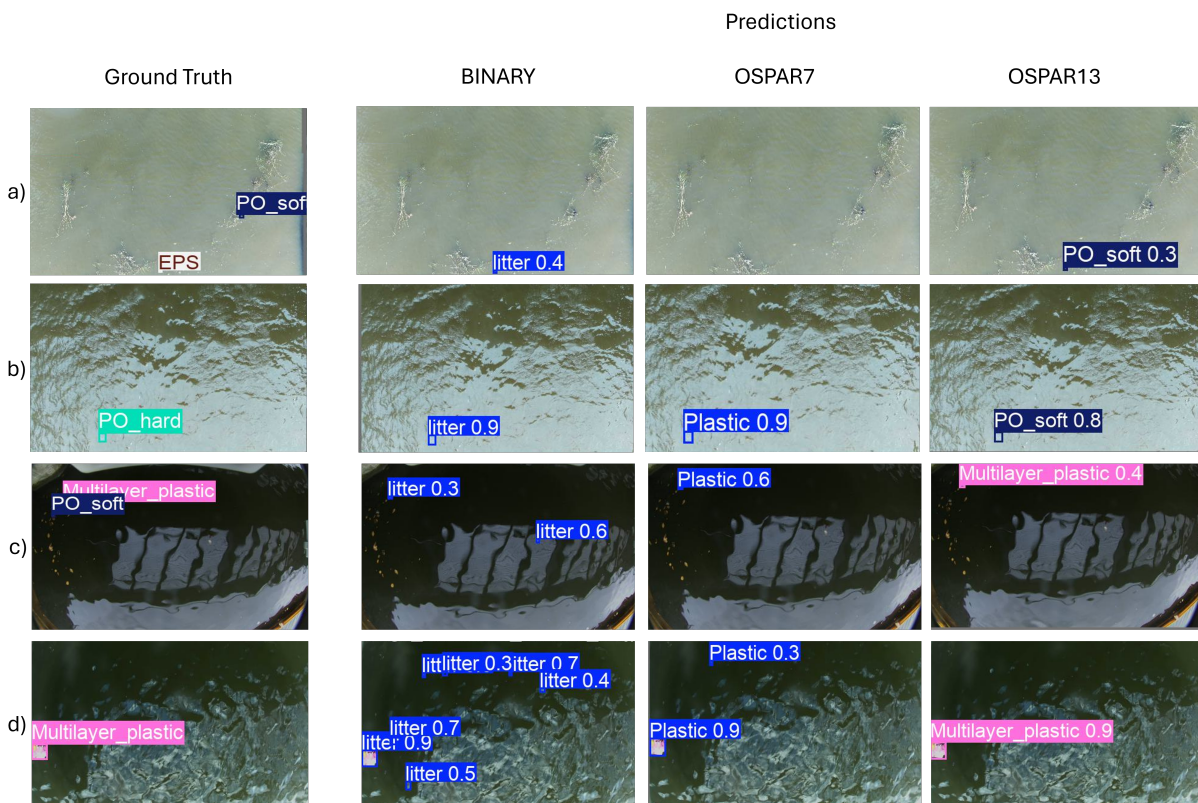 Predictions
Ground Truth
BINARY
OSPAR7
OSPAR13
a)
PO_sof
EPS
litter 0.4
PO_soft 0.3
b)
PO_hard
litter 0.9
Plastic 0.9
PO_soft 0.8
c)
Multilayer_plastic
PO_soft
litter 0.3
litter 0.6
Plastic 0.6
Multilayer_plastic 0.4
d)
Multilayer_plastic
litt
litter 0.3
litter 0.7
litter 0.4
litter 0.7
litter 0.9
litter 0.5
Plastic 0.3
Plastic 0.9
Multilayer_plastic 0.9